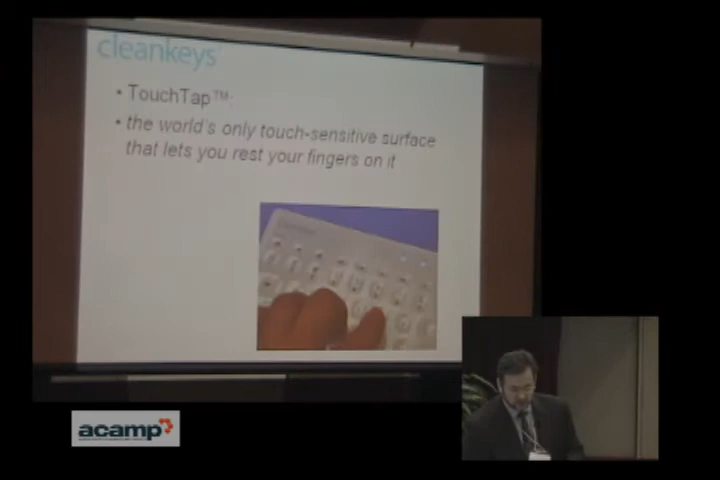 cleankeys
• TouchTap™:
• the world's only touch-sensitive surface
that lets you rest your fingers on it
acamp